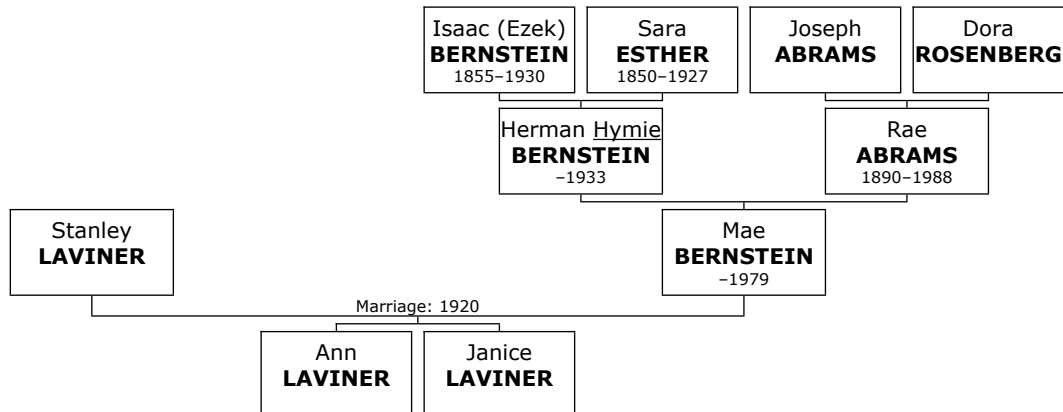 Isaac (Ezek)
BERNSTEIN
1855–1930
Sara
ESTHER
1850–1927
Joseph
ABRAMS
Dora
ROSENBERG
Herman Hymie
BERNSTEIN
–1933
Rae
ABRAMS
1890–1988
Stanley
LAVINER
Mae
BERNSTEIN
–1979
Marriage: 1920
Ann
LAVINER
Janice
LAVINER